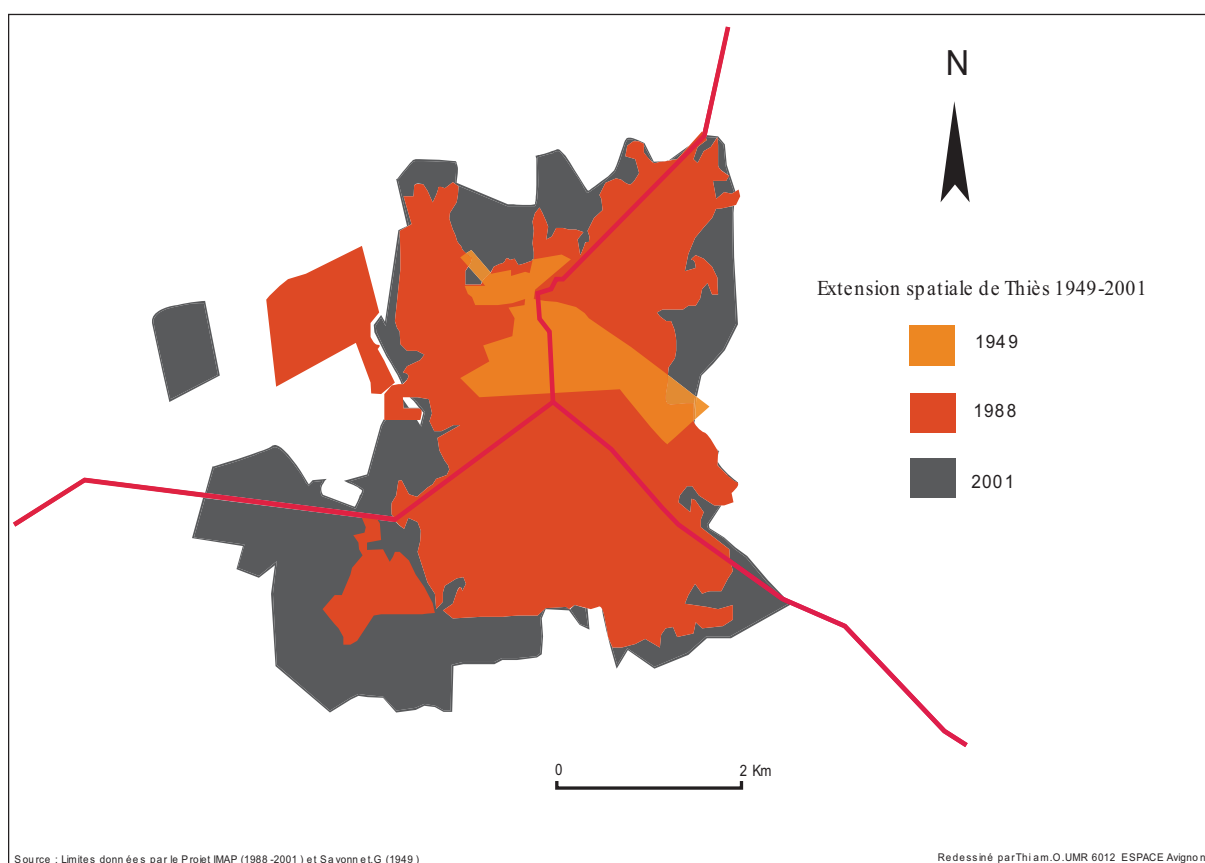 N
Extension spatiale de Thiès 1949-2001
1949
1988
2001
0 2 Km
Source : Limites données par le Projet IMAP (1988-2001) et Savonnet.G (1949)
Redessiné par Thiam.O.UMR 6012 ESPACE Avignon